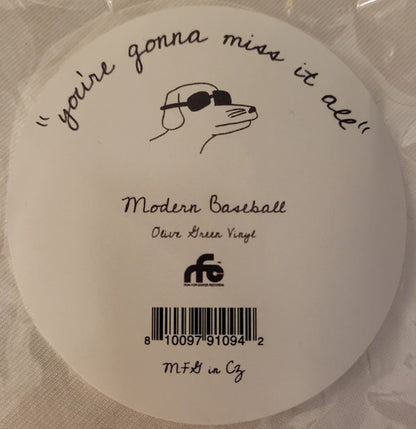 "you're gonna miss it all"
Modern Baseball
Olive Green Vinyl
rfc
RUN FOR COVER RECORDS
8 10097 91094 2
MFG in CZ